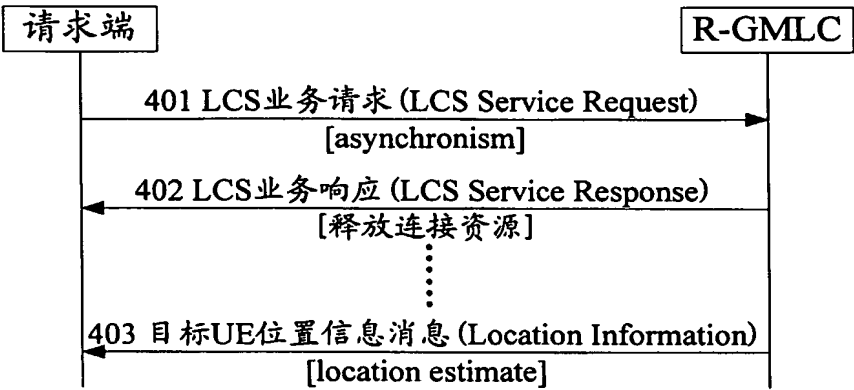 请求端
R-GMLC
401 LCS业务请求 (LCS Service Request)
[asynchronism]
402 LCS业务响应 (LCS Service Response)
[释放连接资源]
403 目标UE位置信息消息 (Location Information)
[location estimate]